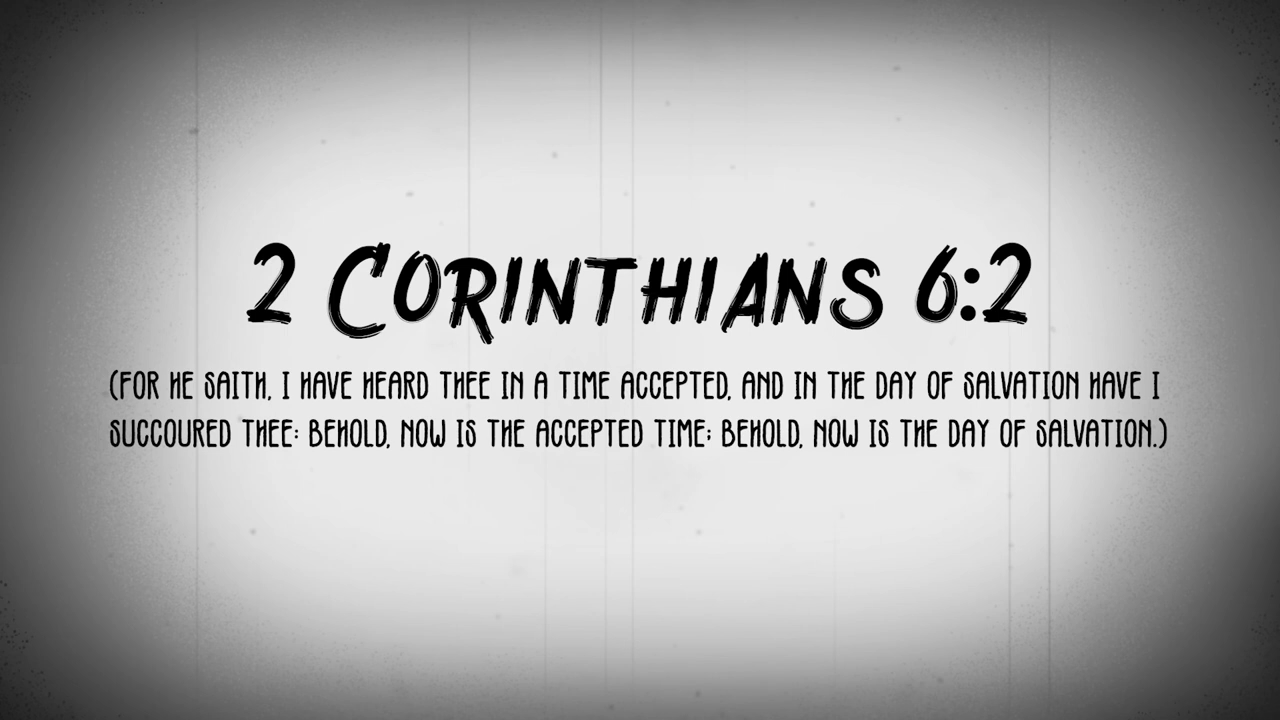 2 CORINTHIANS 6:2
(FOR HE SAITH, I HAVE HEARD THEE IN A TIME ACCEPTED, AND IN THE DAY OF SALVATION HAVE I
SUCCOURED THEE: BEHOLD, NOW IS THE ACCEPTED TIME; BEHOLD, NOW IS THE DAY OF SALVATION.)